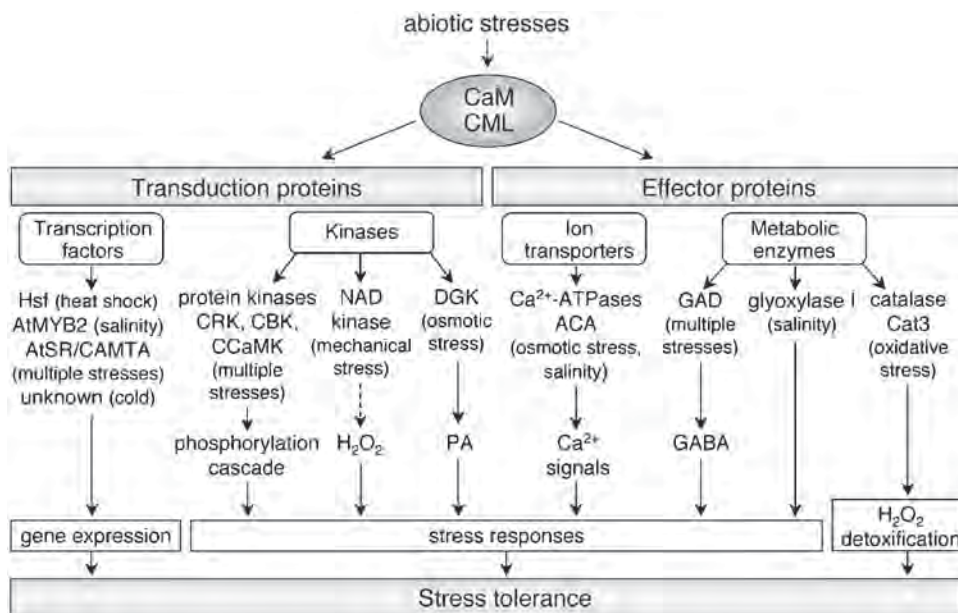 abiotic stresses
CaM
CML
Transduction proteins
Effector proteins
Transcription
factors
Kinases
Ion
transporters
Metabolic
enzymes
Hsf (heat shock)
AtMYB2 (salinity)
AtSR/CAMTA
(multiple stresses)
unknown (cold)
protein kinases
CRK, CBK,
CCaMK
(multiple
stresses)
NAD
kinase
(mechanical
stress)
DGK
(osmotic
stress)
Ca²⁺-ATPases
ACA
(osmotic stress,
salinity)
GAD
(multiple
stresses)
glyoxylase I
(salinity)
catalase
Cat3
(oxidative
stress)
phosphorylation
cascade
H₂O₂
PA
Ca²⁺
signals
GABA
gene expression
stress responses
H₂O₂
detoxification
Stress tolerance